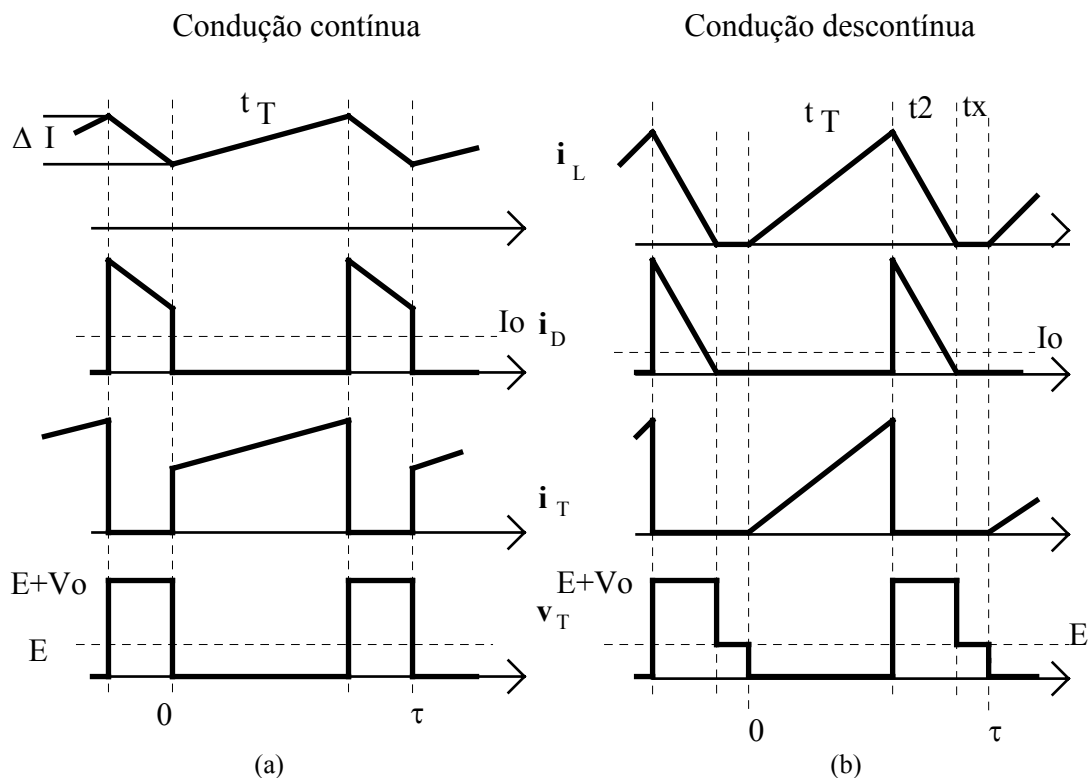 Condução contínua
Condução descontínua
t T
Δ I
t T
t2
tx
i L
Io
i D
Io
i T
E+Vo
E
v T
E+Vo
E
0
τ
0
τ
(a)
(b)